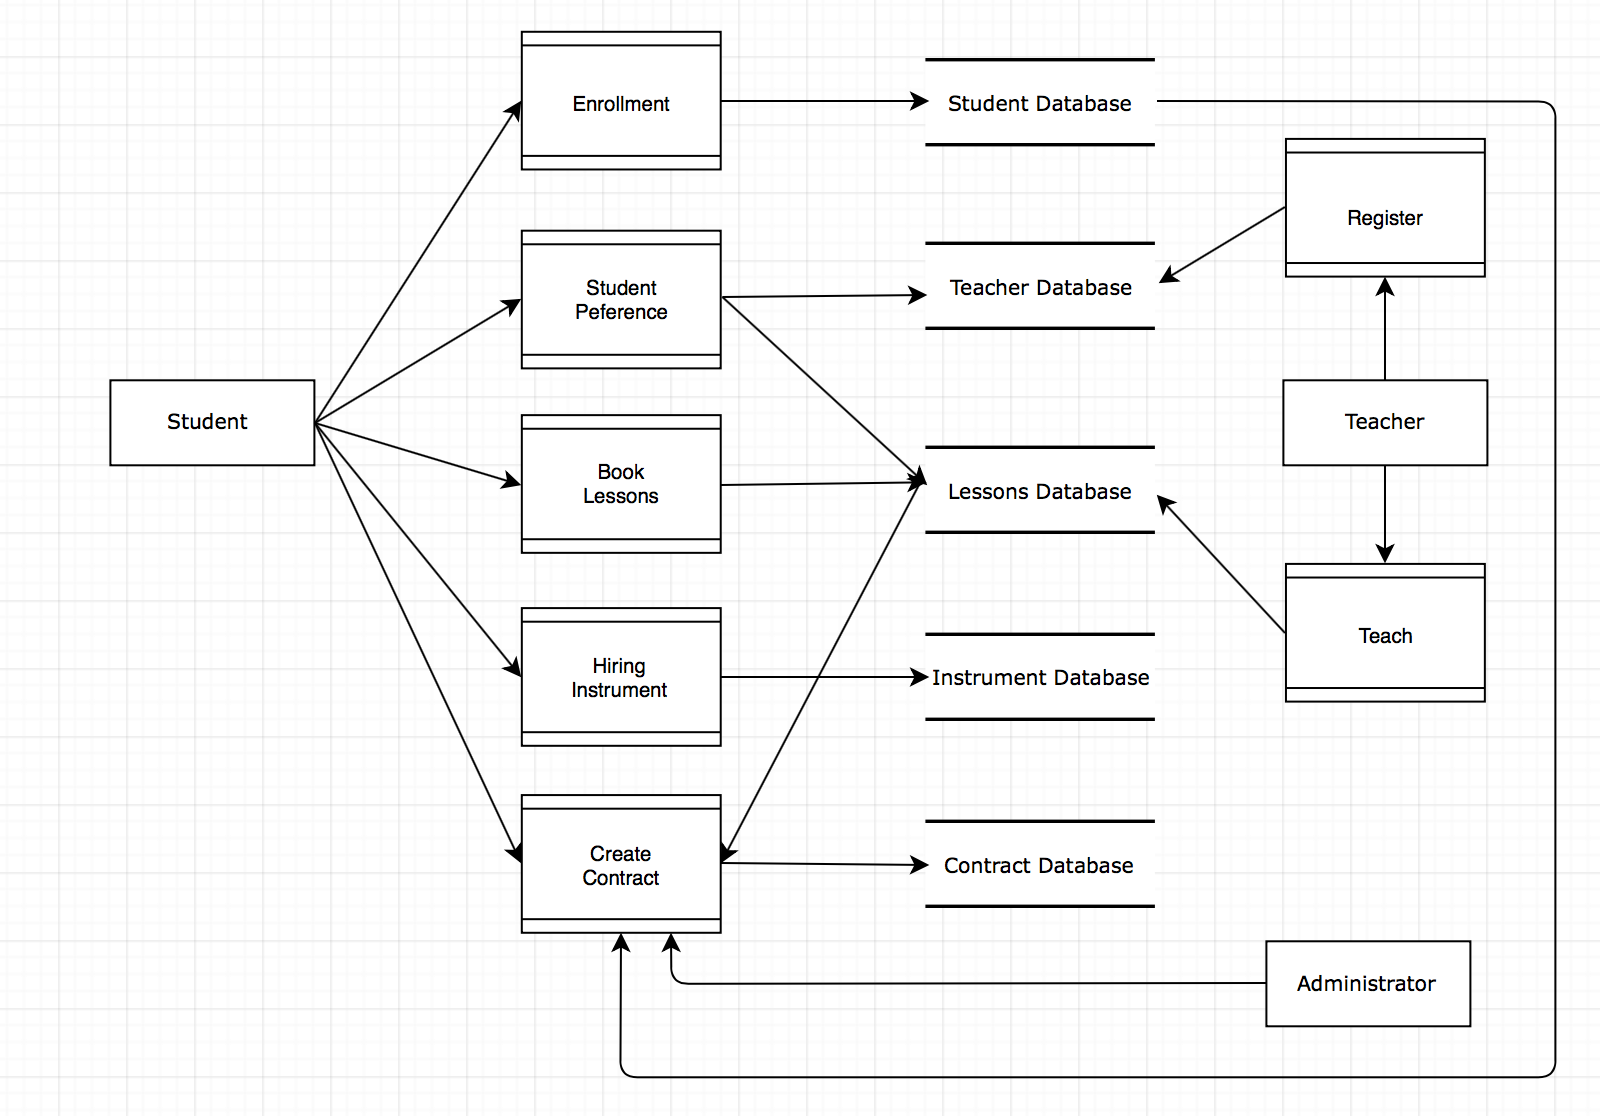 Enrollment
Student Database
Register
Student
Peference
Teacher Database
Student
Teacher
Book
Lessons
Lessons Database
Hiring
Instrument
Instrument Database
Teach
Create
Contract
Contract Database
Administrator